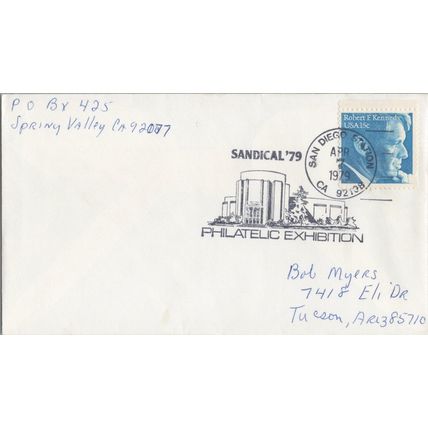 P O BX 425
Spriny Valley CA 92077
Robert F. Kennedy
USA 15c
SANDICAL '79
SAN DIEGO STATION
APR
1979
CA 92138
PHILATELIC EXHIBITION
Bob Myers
7418 Eli Dr
Tucson, Ariz 85710